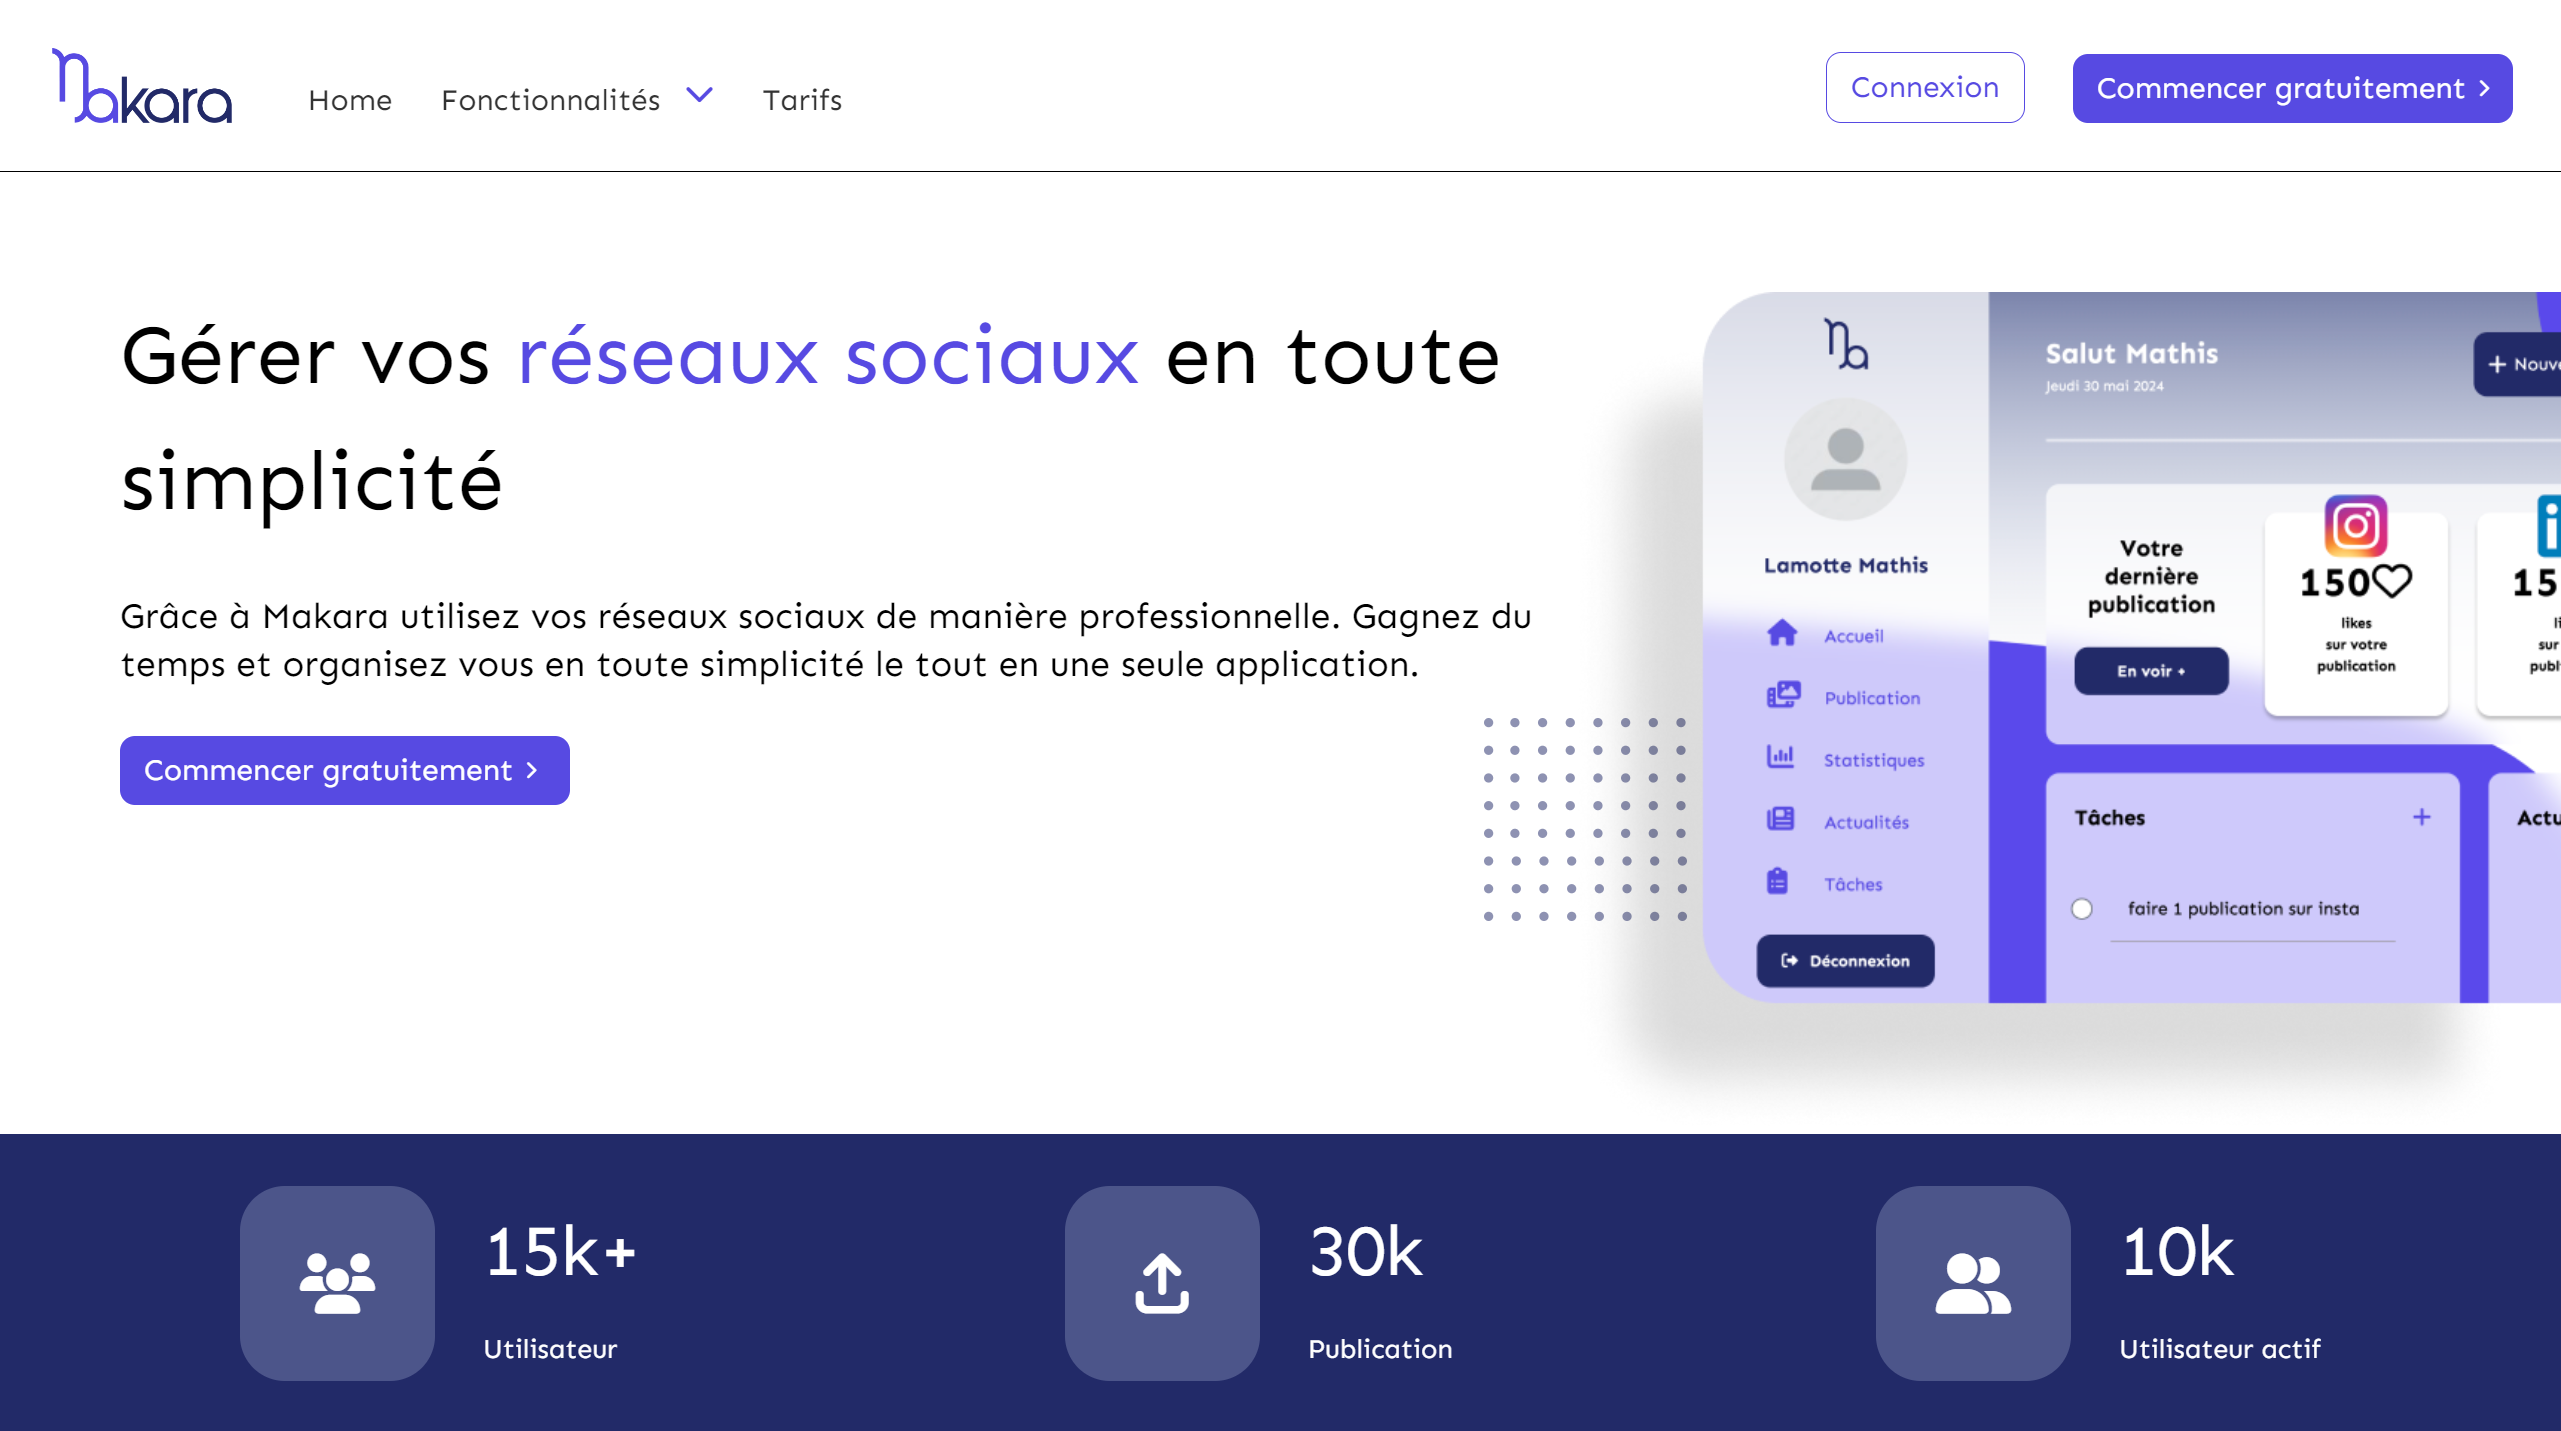 Makara
Home Fonctionnalités Tarifs
Connexion
Commencer gratuitement
Gérer vos réseaux sociaux en toute
simplicité
Grâce à Makara utilisez vos réseaux sociaux de manière professionnelle. Gagnez du
temps et organisez vous en toute simplicité le tout en une seule application.
Commencer gratuitement
Lamotte Mathis
Accueil
Publication
Statistiques
Actualités
Tâches
Déconnexion
Salut Mathis
Jeudi 30 mai 2024
Votre
dernière
publication
En voir +
150
likes
sur votre
publication
15
sur
Tâches
faire 1 publication sur insta
15k+
Utilisateur
30k
Publication
10k
Utilisateur actif